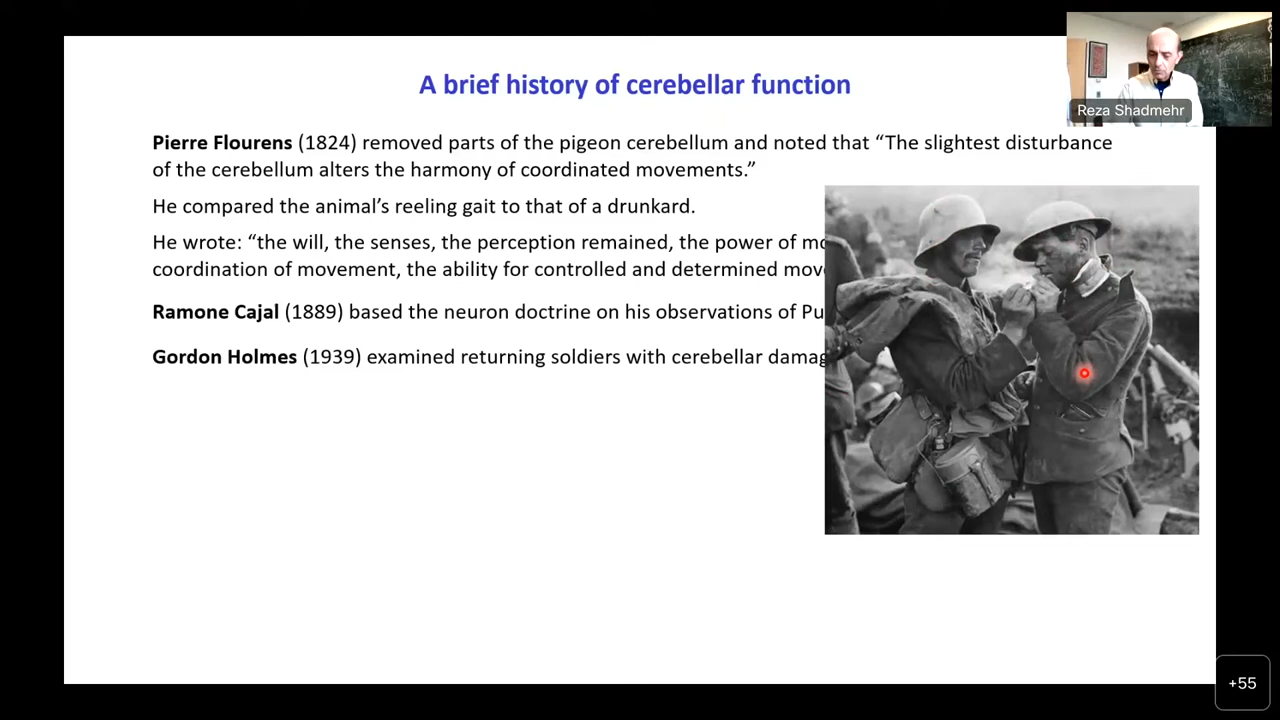 A brief history of cerebellar function
Reza Shadmehr
Pierre Flourens (1824) removed parts of the pigeon cerebellum and noted that “The slightest disturbance
of the cerebellum alters the harmony of coordinated movements.”
He compared the animal’s reeling gait to that of a drunkard.
He wrote: “the will, the senses, the perception remained, the power of
coordination of movement, the ability for controlled and determined
Ramone Cajal (1889) based the neuron doctrine on his observations of
Gordon Holmes (1939) examined returning soldiers with cerebellar
+55